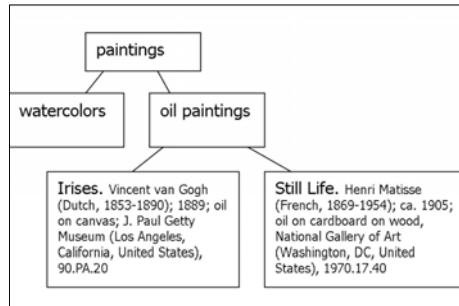 paintings
watercolors
oil paintings
Irises. Vincent van Gogh
(Dutch, 1853-1890); 1889; oil
on canvas; J. Paul Getty
Museum (Los Angeles,
California, United States),
90.PA.20
Still Life. Henri Matisse
(French, 1869-1954); ca. 1905;
oil on cardboard on wood,
National Gallery of Art
(Washington, DC, United
States), 1970.17.40